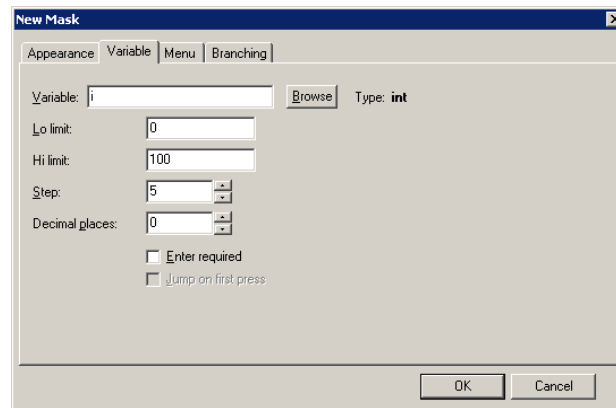 New Mask
Appearance Variable Menu Branching
Variable: i Browse Type: int
Lo limit: 0
Hi limit: 100
Step: 5
Decimal places: 0
Enter required
Jump on first press
OK Cancel